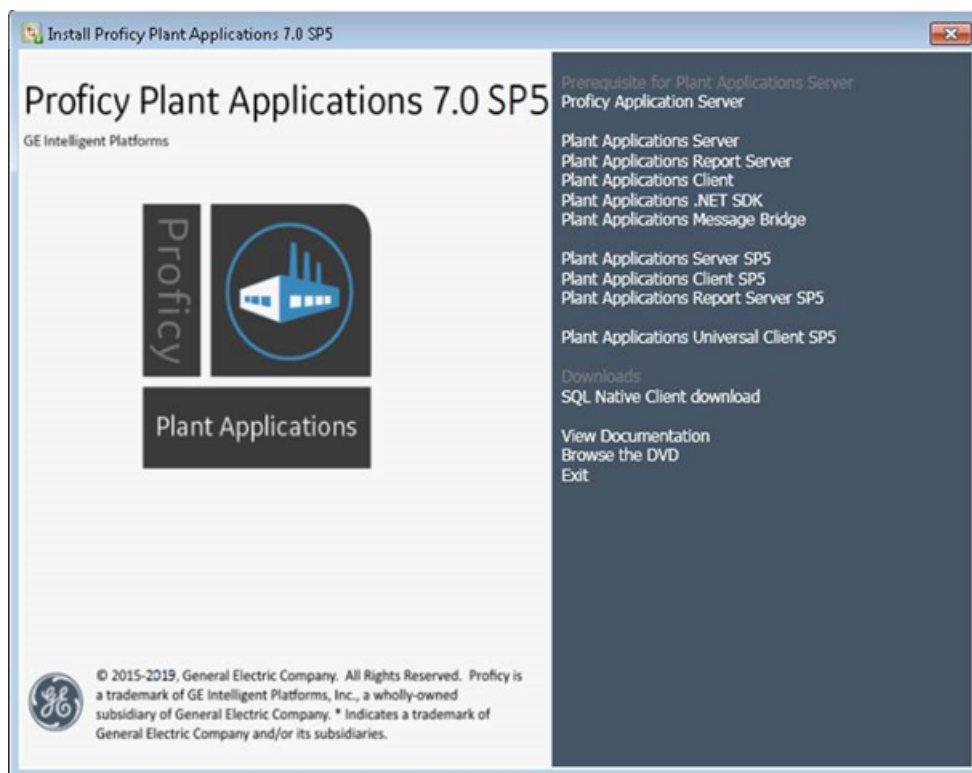 Install Proficy Plant Applications 7.0 SP5
Proficy Plant Applications 7.0 SP5
GE Intelligent Platforms
Proficy
Plant Applications
GE
© 2015-2019, General Electric Company. All Rights Reserved. Proficy is
a trademark of GE Intelligent Platforms, Inc., a wholly-owned
subsidiary of General Electric Company. * Indicates a trademark of
General Electric Company and/or its subsidiaries.
Prerequisite for Plant Applications Server
Proficy Application Server
Plant Applications Server
Plant Applications Report Server
Plant Applications Client
Plant Applications .NET SDK
Plant Applications Message Bridge
Plant Applications Server SP5
Plant Applications Client SP5
Plant Applications Report Server SP5
Plant Applications Universal Client SP5
Downloads
SQL Native Client download
View Documentation
Browse the DVD
Exit